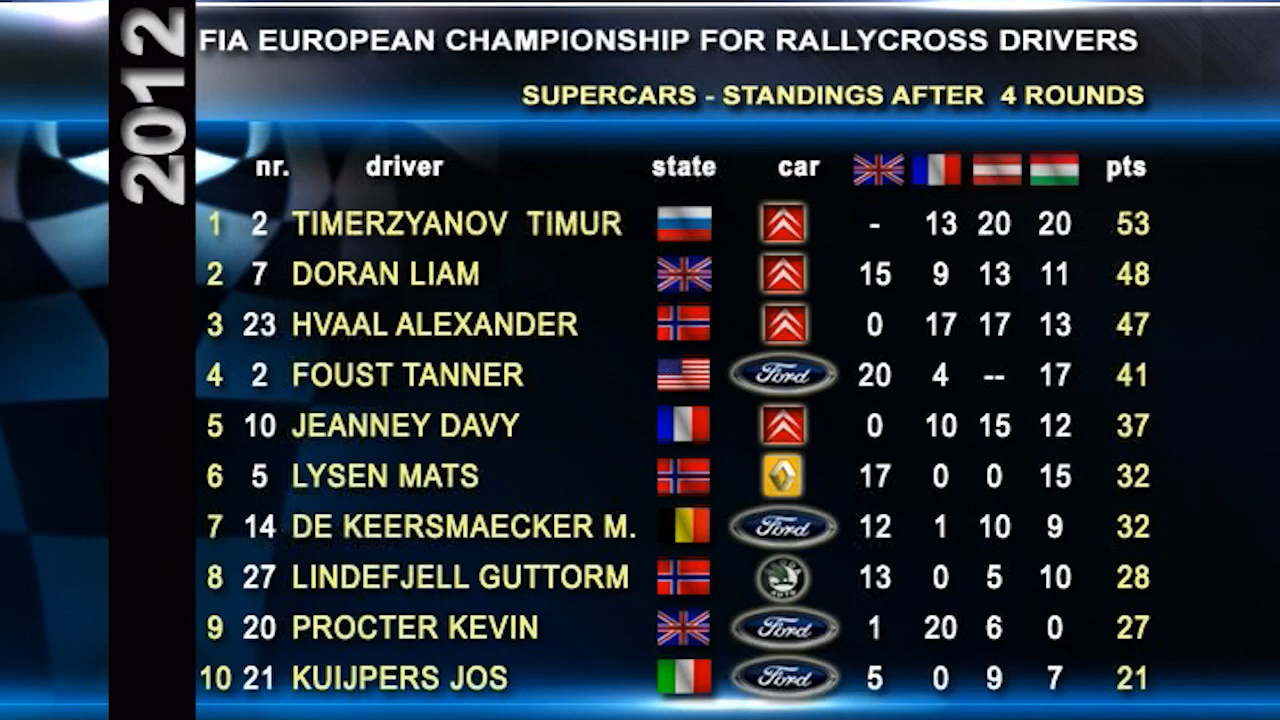 2012
FIA EUROPEAN CHAMPIONSHIP FOR RALLYCROSS DRIVERS
SUPERCARS - STANDINGS AFTER 4 ROUNDS
nr. driver state car pts
1 2 TIMERZYANOV TIMUR - 13 20 20 53
2 7 DORAN LIAM 15 9 13 11 48
3 23 HVAAL ALEXANDER 0 17 17 13 47
4 2 FOUST TANNER Ford 20 4 -- 17 41
5 10 JEANNEY DAVY 0 10 15 12 37
6 5 LYSEN MATS 17 0 0 15 32
7 14 DE KEERSMAECKER M. Ford 12 1 10 9 32
8 27 LINDEFJELL GUTTORM 13 0 5 10 28
9 20 PROCTER KEVIN Ford 1 20 6 0 27
10 21 KUIJPERS JOS Ford 5 0 9 7 21